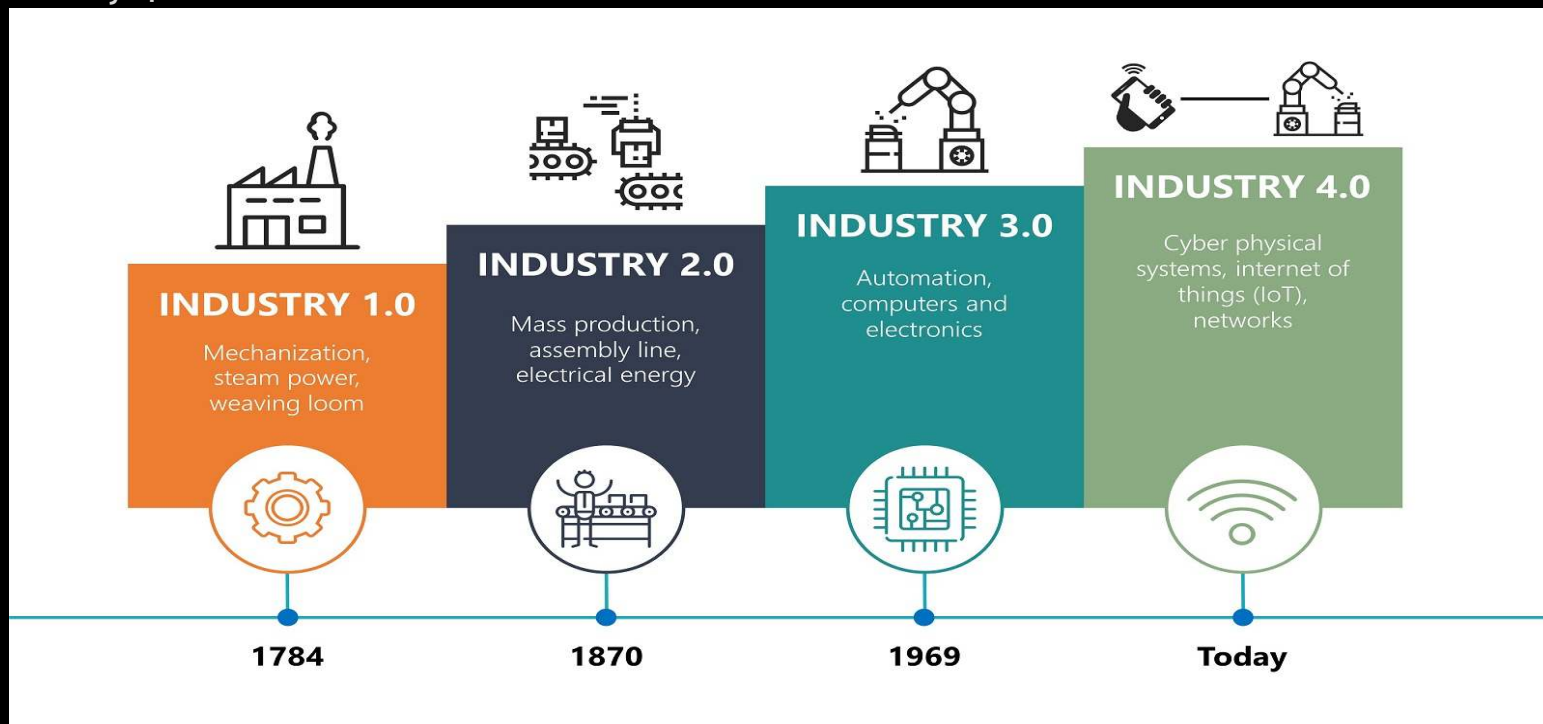 INDUSTRY 1.0
Mechanization,
steam power,
weaving loom
INDUSTRY 2.0
Mass production,
assembly line,
electrical energy
INDUSTRY 3.0
Automation,
computers and
electronics
INDUSTRY 4.0
Cyber physical
systems, internet of
things (IoT),
networks
1784
1870
1969
Today